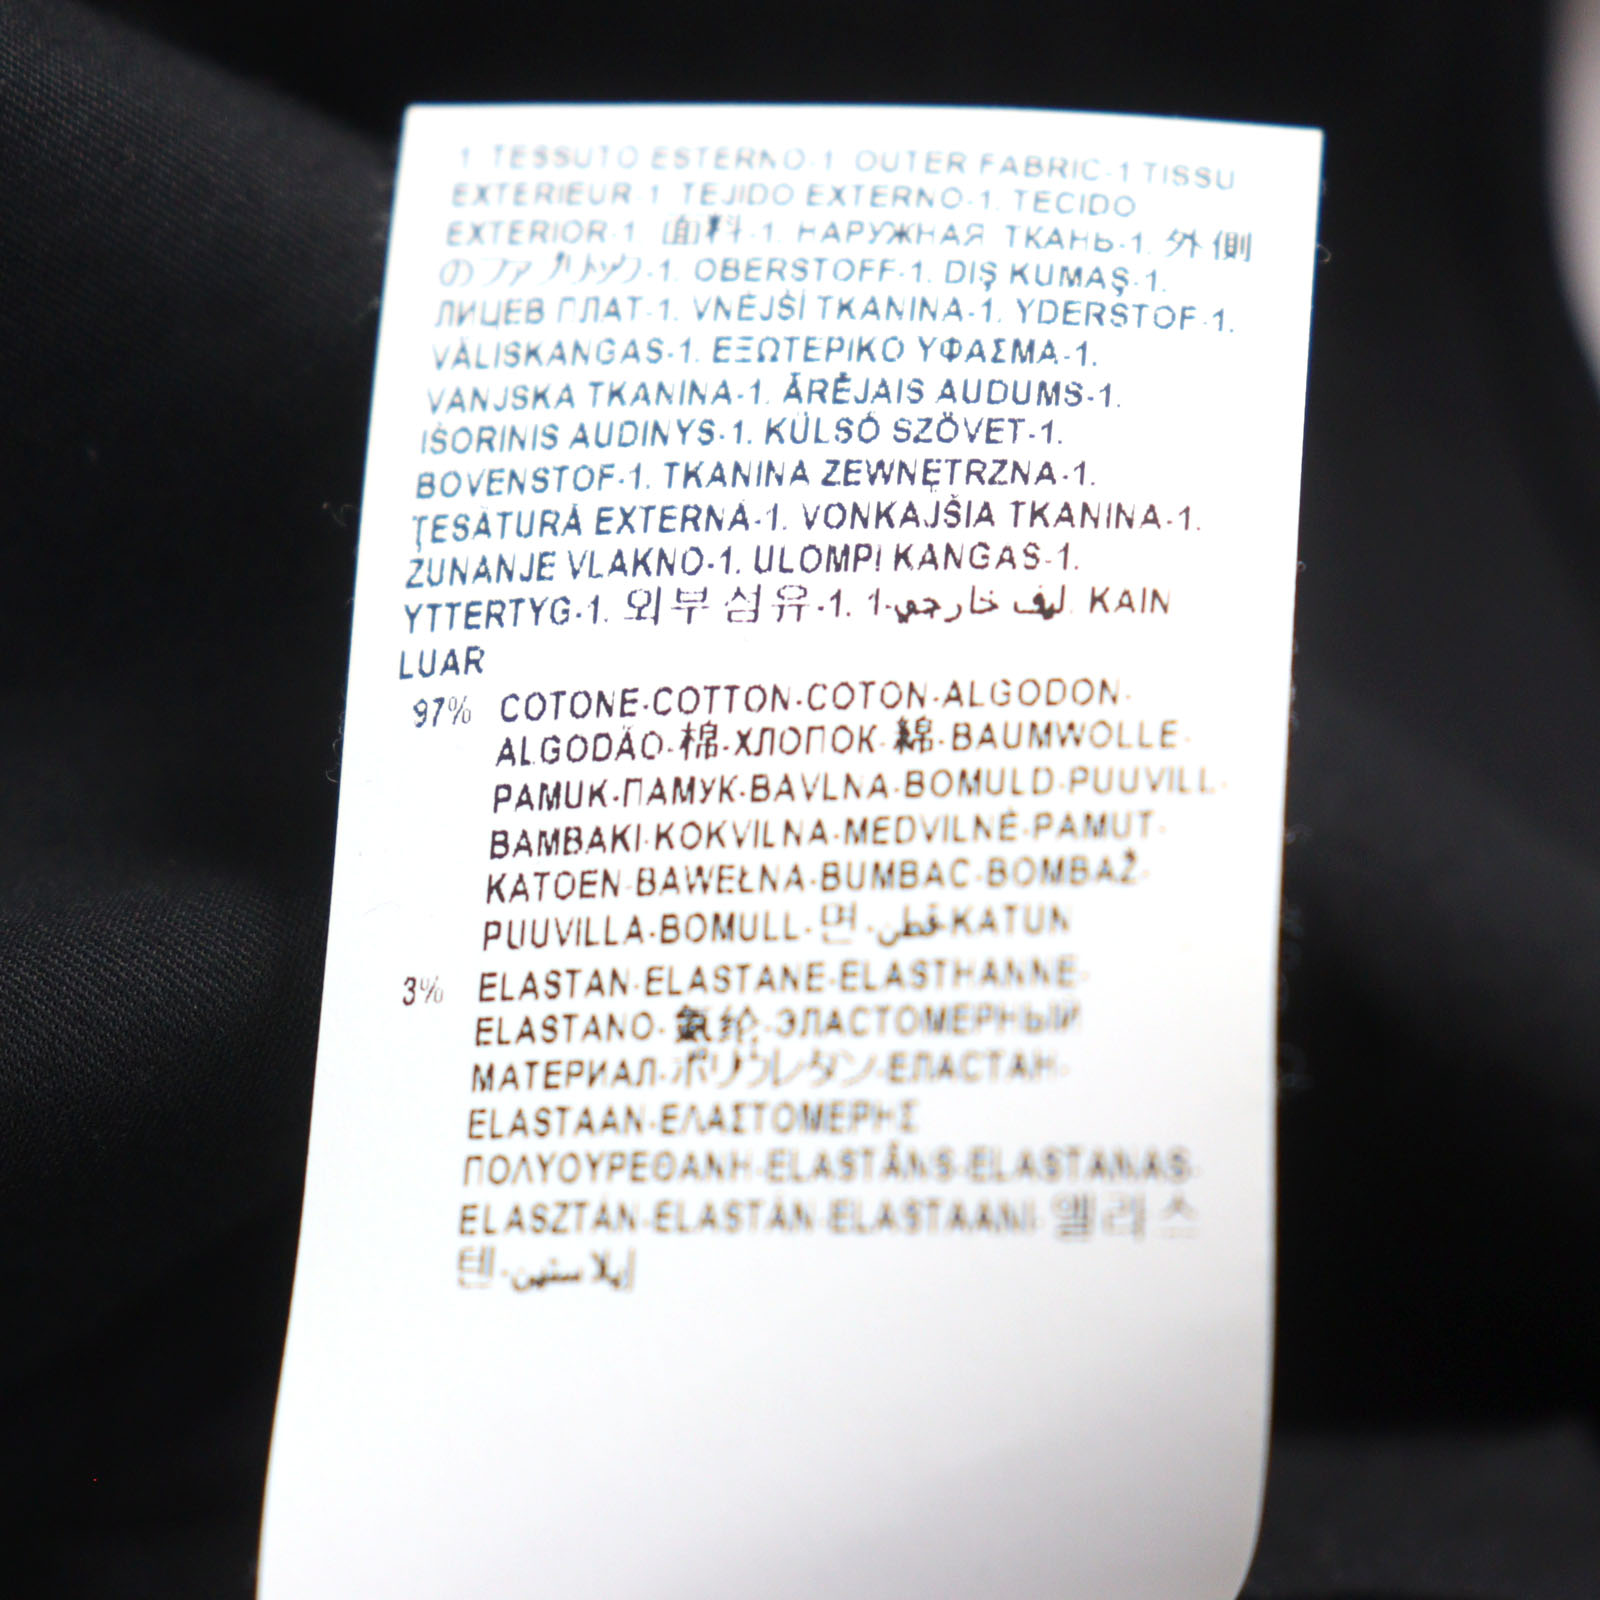 1 TESSUTO ESTERNO-1 OUTER FABRIC-1 TISSU
EXTERIEUR 1 TEJIDO EXTERNO-1. TECIDO
EXTERIOR-1 面料-1. НАРУЖНАЯ ТКАНЬ-1. 外側
のファブリック-1. OBERSTOFF-1. DIŞ KUMAŞ-1.
ЛИЦЕВ ПЛАТ-1. VNĚJŠÍ TKANINA-1. YDERSTOF-1.
VÄLISKANGAS-1. ΕΞΩΤΕΡΙΚΟ ΥΦΑΣΜΑ-1.
VANJSKA TKANINA-1. ĀRĒJAIS AUDUMS-1.
IŠORINIS AUDINYS-1. KÜLSŐ SZÖVET-1.
BOVENSTOF-1. TKANINA ZEWNĘTRZNA-1.
ŢESĂTURĂ EXTERNĂ-1. VONKAJŠIA TKANINA-1.
ZUNANJE VLAKNO-1. ULOMPI KANGAS-1.
YTTERTYG-1. 외부 섬유-1. ليف خارجي-1. KAIN
LUAR
97% COTONE-COTTON-COTON-ALGODON-
ALGODÃO-棉-ХЛОПОК-綿-BAUMWOLLE-
PAMUK-ПАМУК-BAVLNA-BOMULD-PUUVILL-
BAMBAKI-KOKVILNA-MEDVILNĖ-PAMUT-
KATOEN-BAWEŁNA-BUMBAC-BOMBAŽ-
PUUVILLA-BOMULL-면-قطن-KATUN
3% ELASTAN-ELASTANE-ELASTHANNE-
ELASTANO-氨纶-ЭЛАСТОМЕРНЫЙ
МАТЕРИАЛ-ポリウレタン-ЕЛАСТАН-
ELASTAAN-ΕΛΑΣΤΟΜΕΡΗΣ
ΠΟΛΥΟΥΡΕΘΑΝΗ-ELASTĀNS-ELASTANAS-
ELASZTÁN-ELASTÁN-ELASTAANI-엘라스
텐-إيلاستين